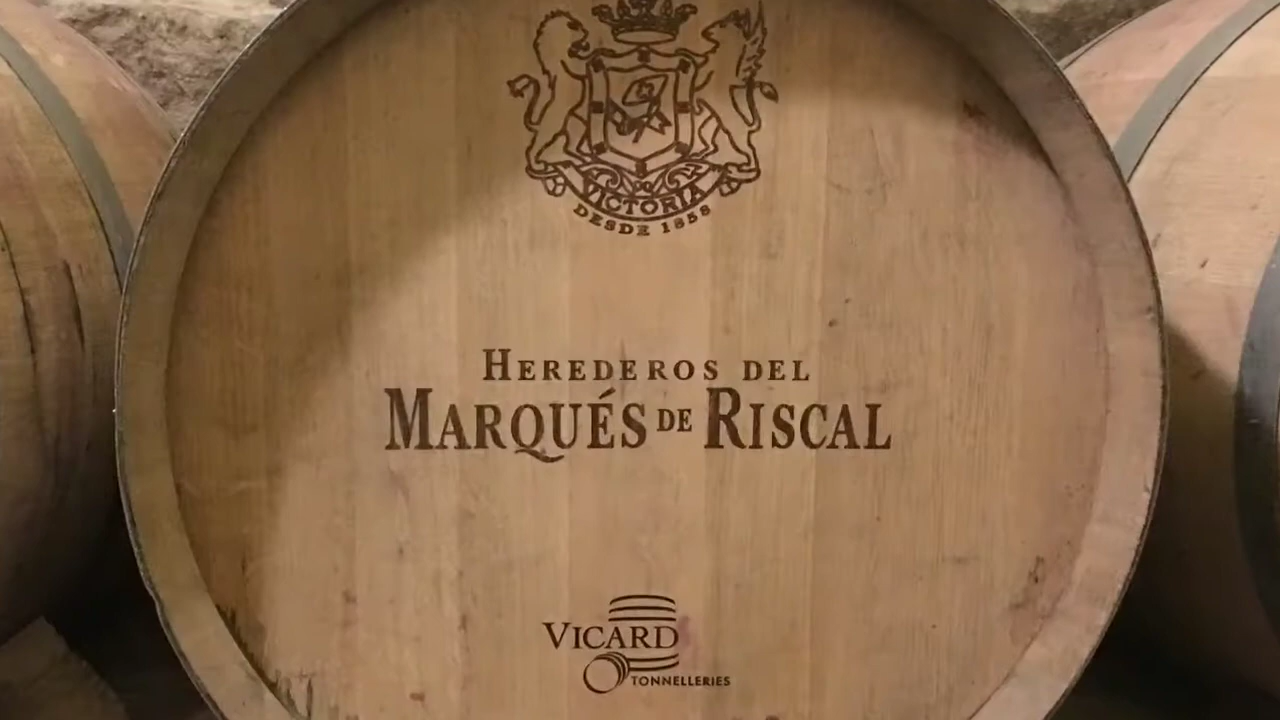 VICTORIA
DESDE 1858
HEREDEROS DEL
MARQUÉS DE RISCAL
VICARD
TONNELLERIES